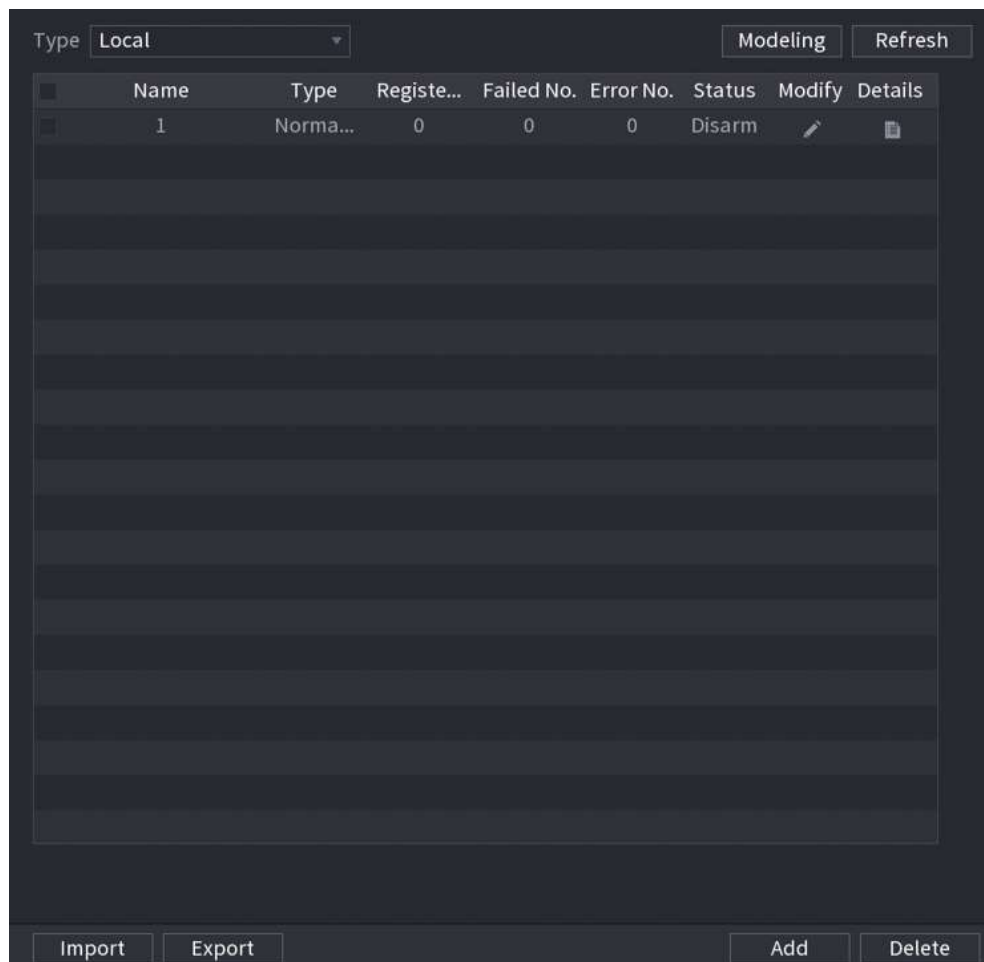 Type Local Modeling Refresh
Name Type Registe... Failed No. Error No. Status Modify Details
1 Norma... 0 0 0 Disarm
Import Export Add Delete